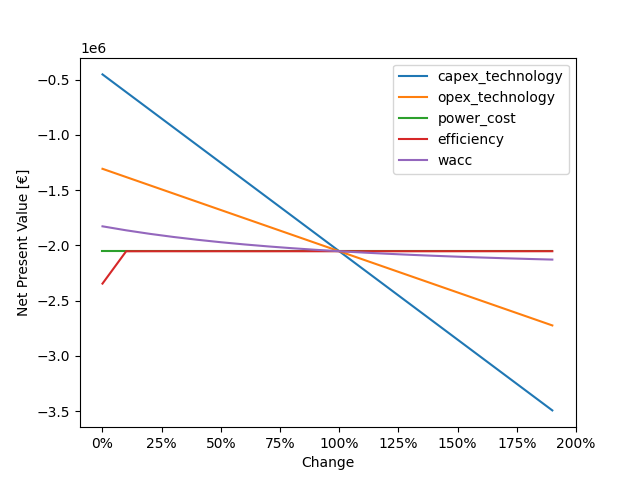 1e6
−0.5
−1.0
−1.5
−2.0
−2.5
−3.0
−3.5
Net Present Value [€]
capex_technology
opex_technology
power_cost
efficiency
wacc
0% 25% 50% 75% 100% 125% 150% 175% 200%
Change